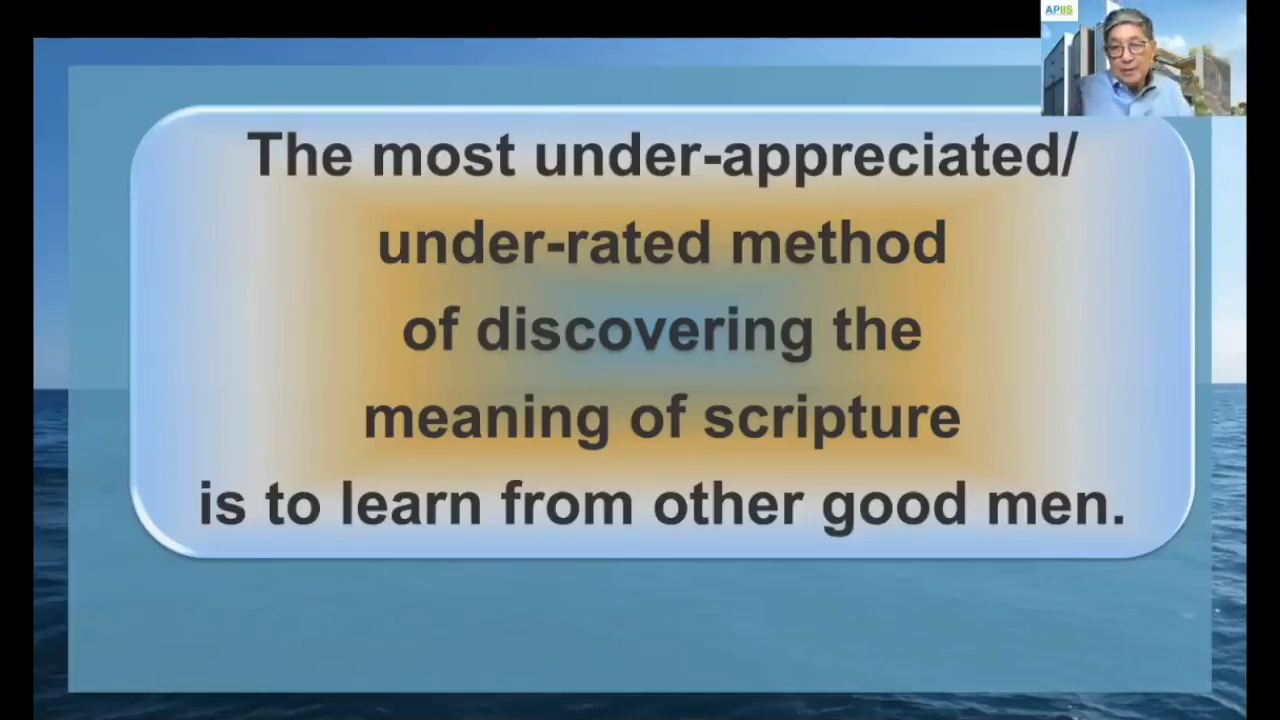 APIIS
The most under-appreciated/
under-rated method
of discovering the
meaning of scripture
is to learn from other good men.